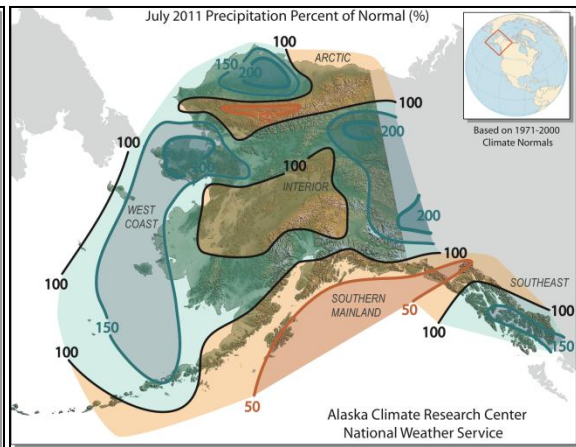 July 2011 Precipitation Percent of Normal (%)
100
ARCTIC
150
200
Based on 1971-2000
Climate Normals
100
100
200
200
100
INTERIOR
WEST
COAST
200
100
100
SOUTHEAST
SOUTHERN
MAINLAND
50
100
100
150
150
100
50
Alaska Climate Research Center
National Weather Service